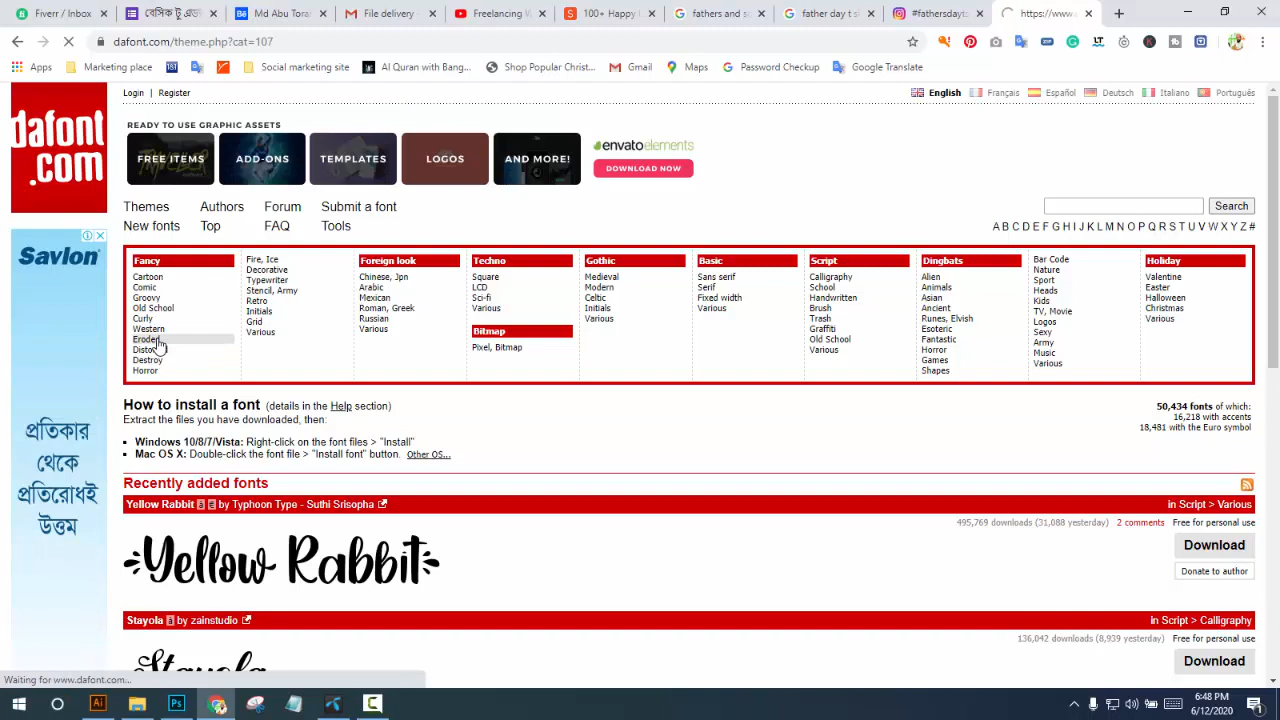 Fiverr / Inbox
বেসিক টু এ
Md Abu Toral
Gmail File delivery
Freelancing W
100+ Happy
fathers and so
father day t sh
#fathersdayts
https://www
dafont.com/theme.php?cat=107
Apps
Marketing place
Social marketing site
Al Quran with Bang...
Shop Popular Christ...
Gmail
Maps
Password Checkup
Google Translate
dafont
.com
Login | Register
English
Français
Español
Deutsch
Italiano
Português
READY TO USE GRAPHIC ASSETS
FREE ITEMS
ADD-ONS
TEMPLATES
LOGOS
AND MORE!
envatoelements
DOWNLOAD NOW
Themes Authors Forum Submit a font
New fonts Top FAQ Tools
Search
A B C D E F G H I J K L M N O P Q R S T U V W X Y Z #
Savlon
প্রতিকার
থেকে
প্রতিরোধই
উত্তম
Fancy
Cartoon
Comic
Groovy
Old School
Curly
Western
Eroded
Distorted
Destroy
Horror
Fire, Ice
Decorative
Typewriter
Stencil, Army
Retro
Initials
Grid
Various
Foreign look
Chinese, Jpn
Arabic
Mexican
Roman, Greek
Russian
Various
Techno
Square
LCD
Sci-fi
Various
Bitmap
Pixel, Bitmap
Gothic
Medieval
Modern
Celtic
Initials
Various
Basic
Sans serif
Serif
Fixed width
Various
Script
Calligraphy
School
Handwritten
Brush
Trash
Graffiti
Old School
Various
Dingbats
Alien
Animals
Asian
Ancient
Runes, Elvish
Esoteric
Fantastic
Horror
Games
Shapes
Bar Code
Nature
Sport
Heads
Kids
TV, Movie
Logos
Sexy
Army
Music
Various
Holiday
Valentine
Easter
Halloween
Christmas
Various
How to install a font (details in the Help section)
Extract the files you have downloaded, then:
Windows 10/8/7/Vista: Right-click on the font files > "Install"
Mac OS X: Double-click the font file > "Install font" button. Other OS...
50,434 fonts of which:
16,218 with accents
18,481 with the Euro symbol
Recently added fonts
Yellow Rabbit à € by Typhoon Type - Suthi Srisopha
in Script > Various
495,769 downloads (31,088 yesterday) 2 comments Free for personal use
Yellow Rabbit
Download
Donate to author
Stayola à by zainstudio
in Script > Calligraphy
136,042 downloads (8,939 yesterday) Free for personal use
Stayola
Download
Waiting for www.dafont.com...
6:48 PM
6/12/2020